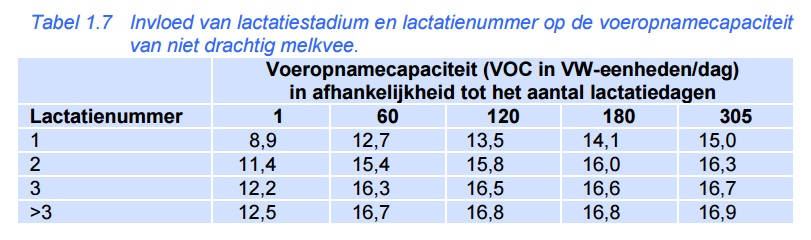 Tabel 1.7 Invloed van lactatiestadium en lactatienummer op de voeropnamecapaciteit
van niet drachtig melkvee.
Voeropnamecapaciteit (VOC in VW-eenheden/dag)
in afhankelijkheid tot het aantal lactatiedagen
Lactatienummer 1 60 120 180 305
1 8,9 12,7 13,5 14,1 15,0
2 11,4 15,4 15,8 16,0 16,3
3 12,2 16,3 16,5 16,6 16,7
>3 12,5 16,7 16,8 16,8 16,9